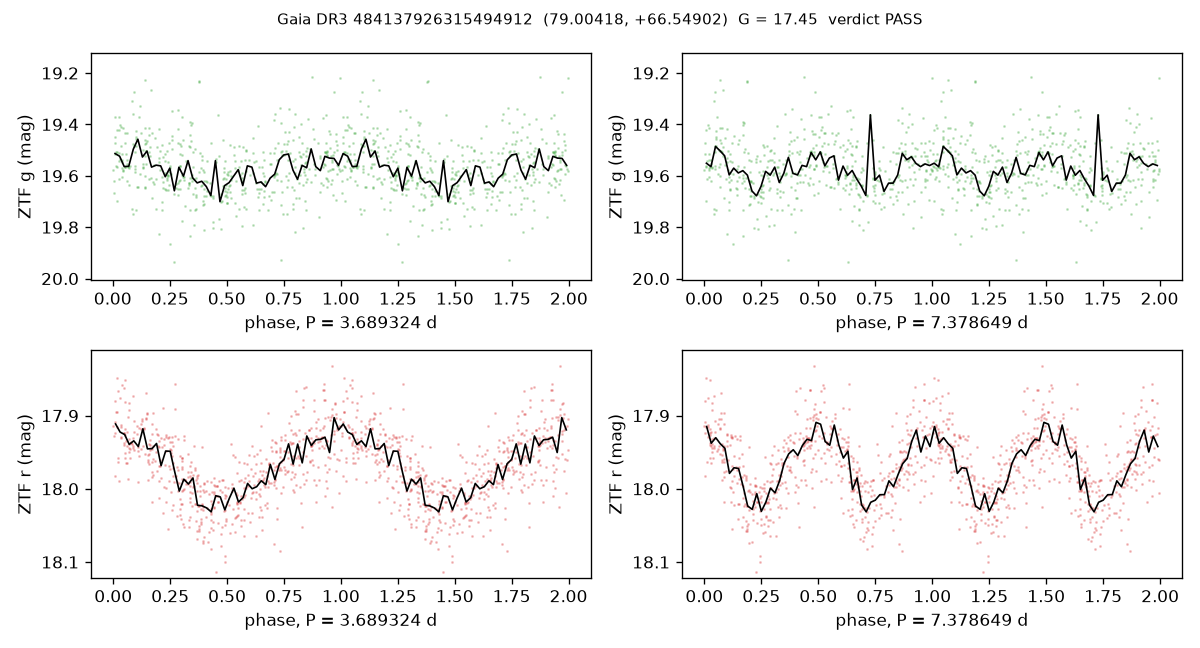 Gaia DR3 484137926315494912 (79.00418, +66.54902) G = 17.45 verdict PASS
ZTF g (mag)
19.2
19.4
19.6
19.8
20.0
0.00 0.25 0.50 0.75 1.00 1.25 1.50 1.75 2.00
phase, P = 3.689324 d
ZTF g (mag)
19.2
19.4
19.6
19.8
20.0
0.00 0.25 0.50 0.75 1.00 1.25 1.50 1.75 2.00
phase, P = 7.378649 d
ZTF r (mag)
17.9
18.0
18.1
0.00 0.25 0.50 0.75 1.00 1.25 1.50 1.75 2.00
phase, P = 3.689324 d
ZTF r (mag)
17.9
18.0
18.1
0.00 0.25 0.50 0.75 1.00 1.25 1.50 1.75 2.00
phase, P = 7.378649 d